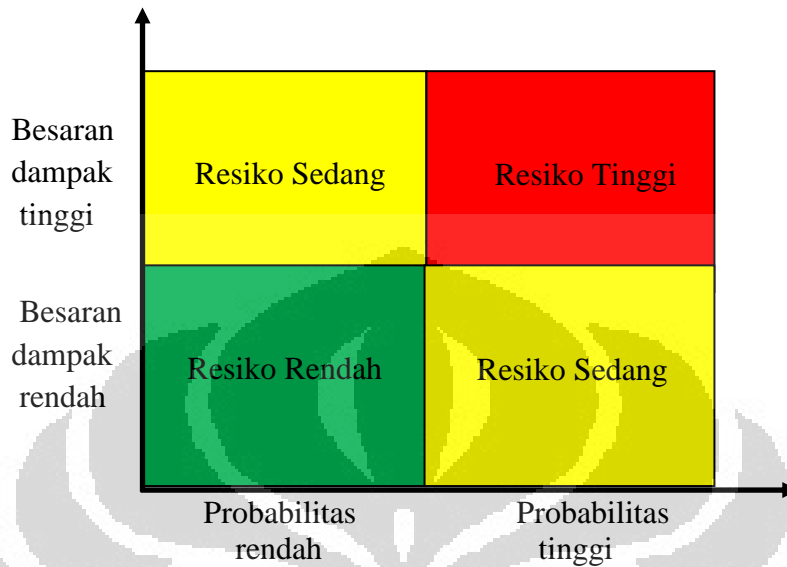 Besaran
dampak
tinggi
Resiko Sedang
Resiko Tinggi
Besaran
dampak
rendah
Resiko Rendah
Resiko Sedang
Probabilitas
rendah
Probabilitas
tinggi